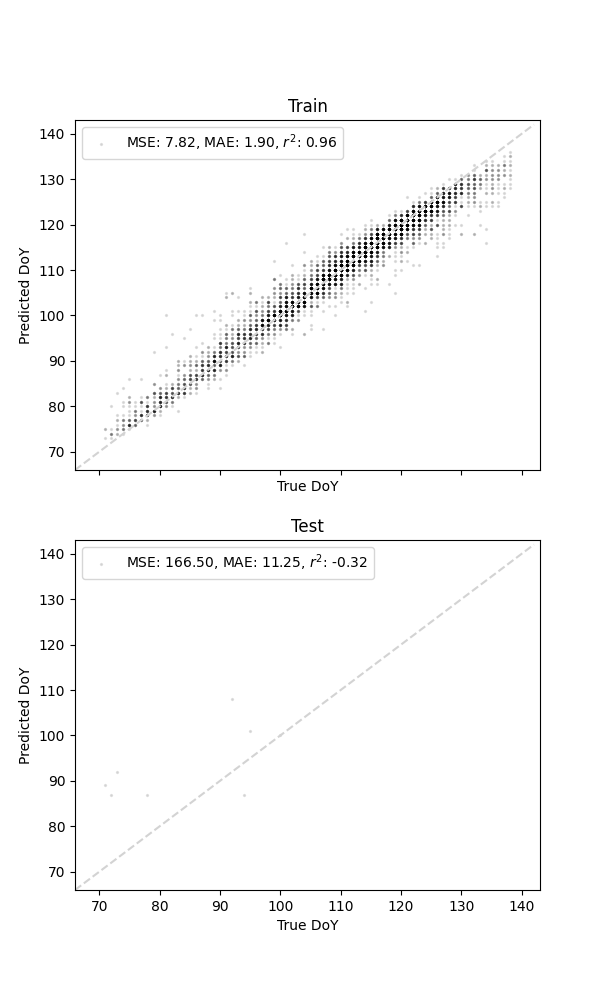 Train
MSE: 7.82, MAE: 1.90, r²: 0.96
140
130
120
110
100
90
80
70
Predicted DoY
True DoY
Test
MSE: 166.50, MAE: 11.25, r²: -0.32
140
130
120
110
100
90
80
70
Predicted DoY
70 80 90 100 110 120 130 140
True DoY